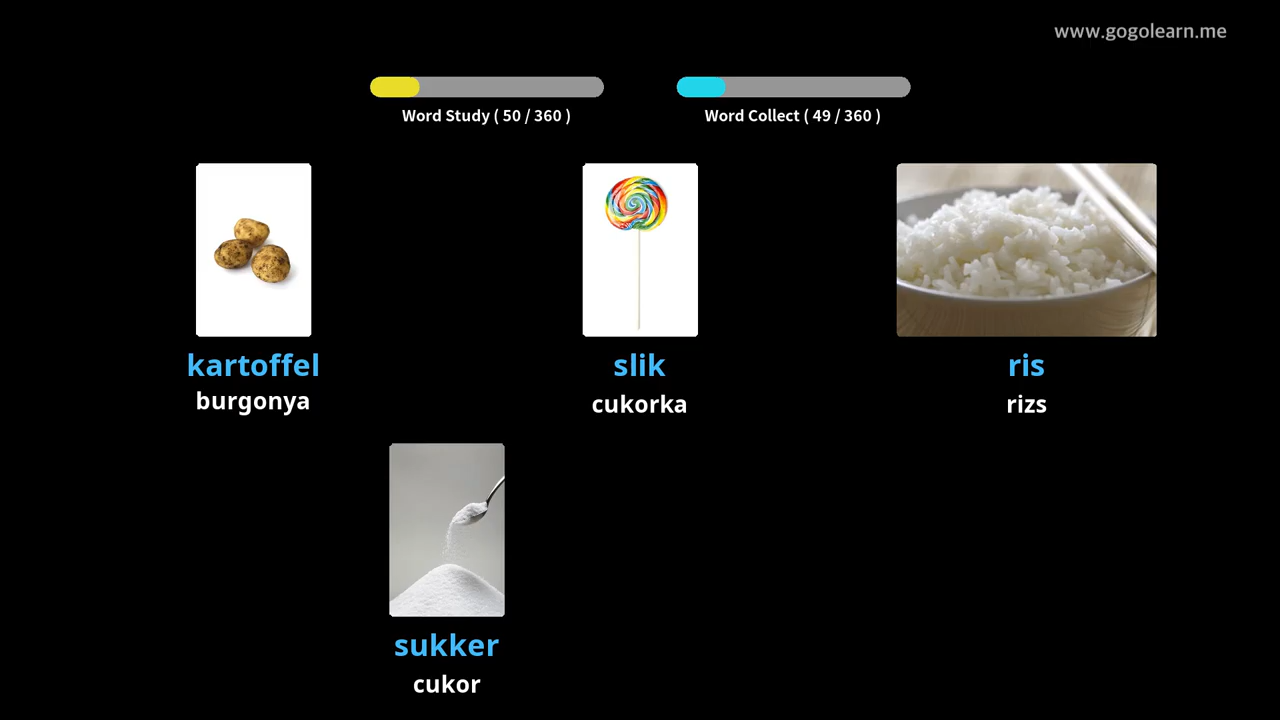 www.gogolearn.me
Word Study ( 50 / 360 )
Word Collect ( 49 / 360 )
kartoffel
burgonya
slik
cukorka
ris
rizs
sukker
cukor